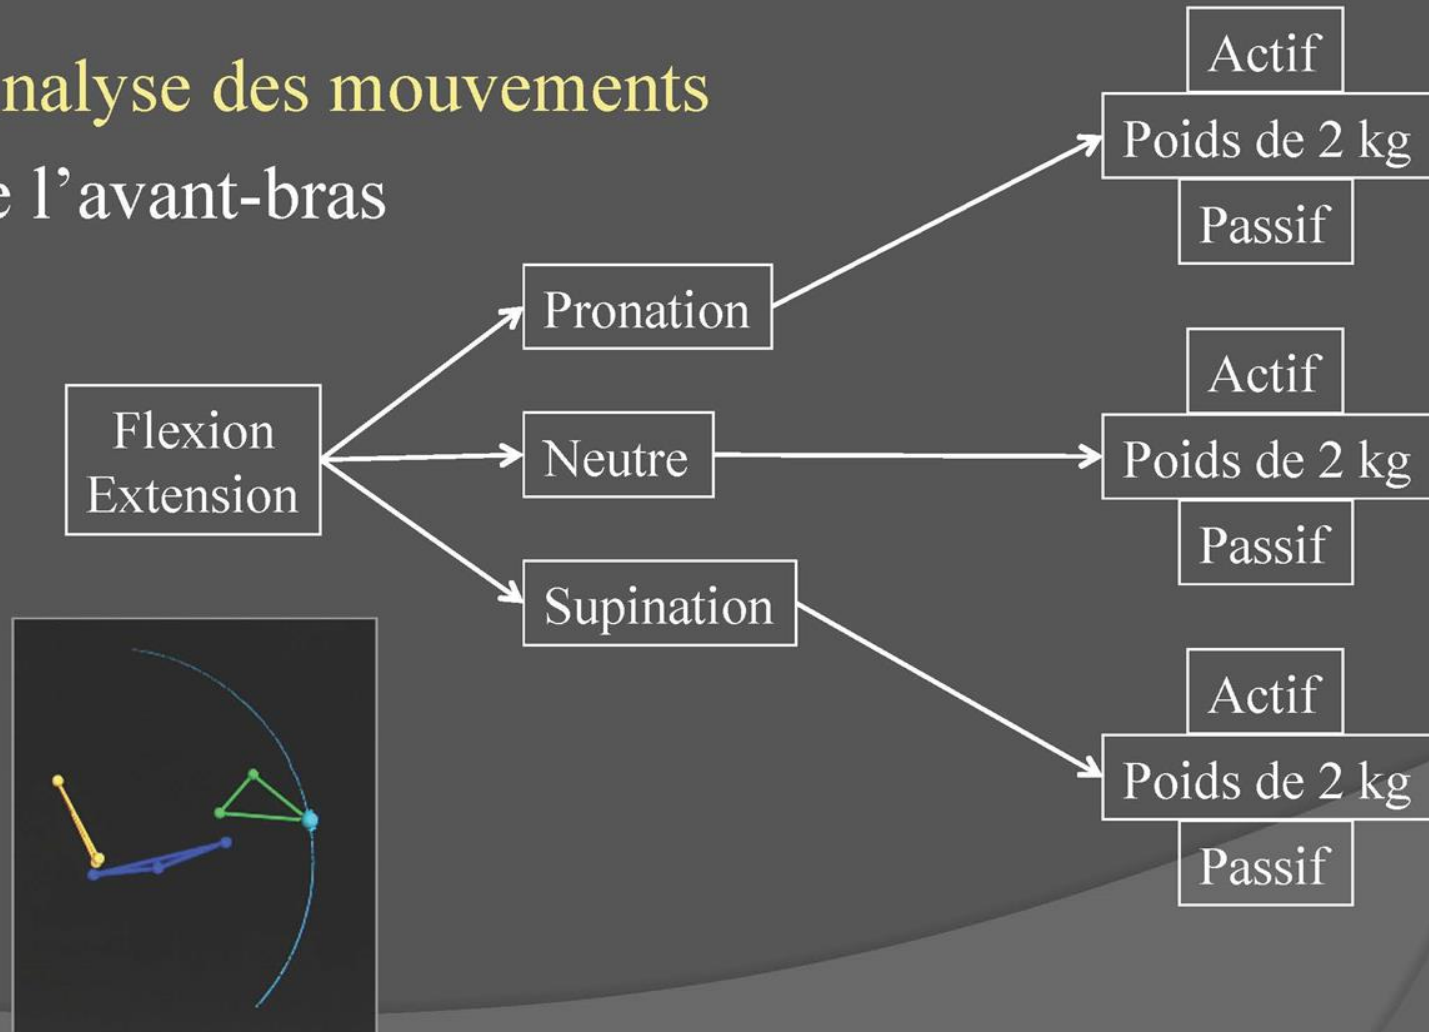 nalyse des mouvements
e l'avant-bras
Flexion
Extension
Pronation
Neutre
Supination
Actif
Poids de 2 kg
Passif
Actif
Poids de 2 kg
Passif
Actif
Poids de 2 kg
Passif